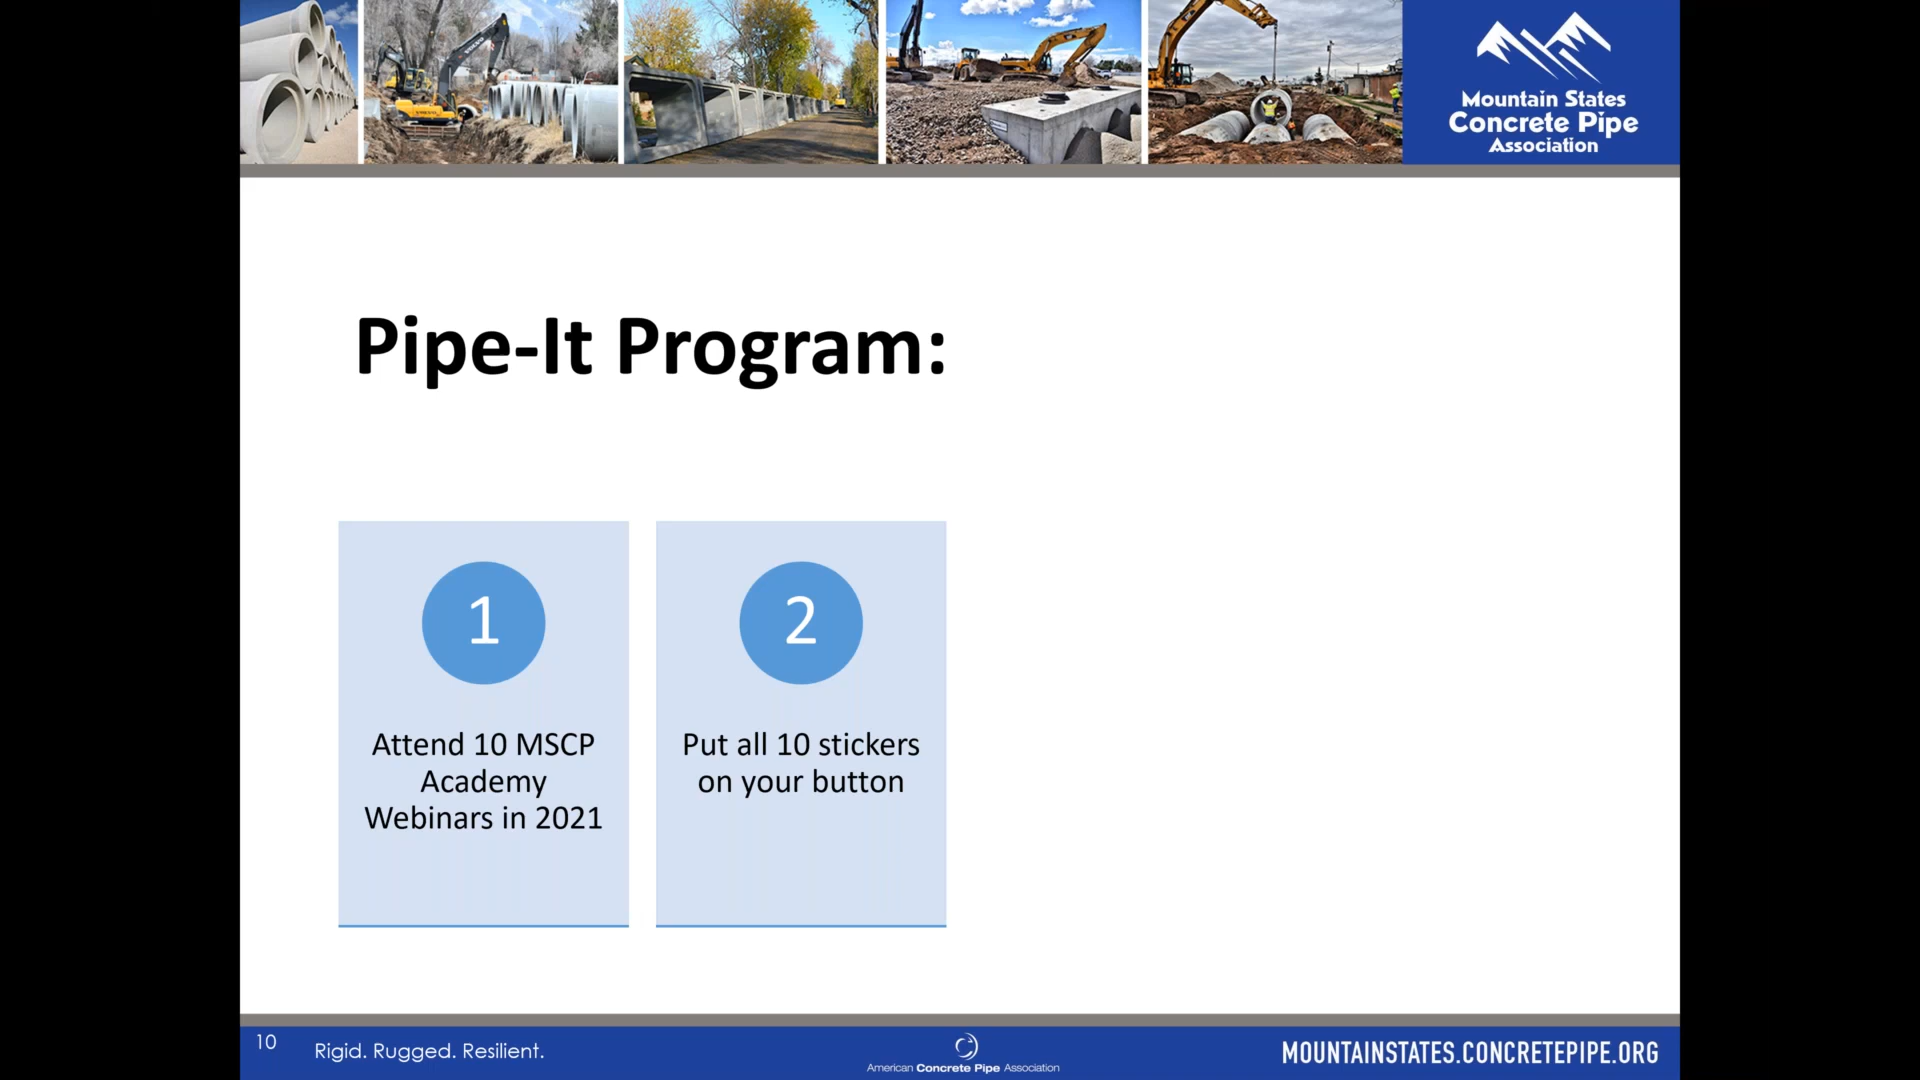 Mountain States
Concrete Pipe
Association
Pipe-It Program:
1
Attend 10 MSCP
Academy
Webinars in 2021
2
Put all 10 stickers
on your button
10
Rigid. Rugged. Resilient.
American Concrete Pipe Association
MOUNTAINSTATES.CONCRETEPIPE.ORG